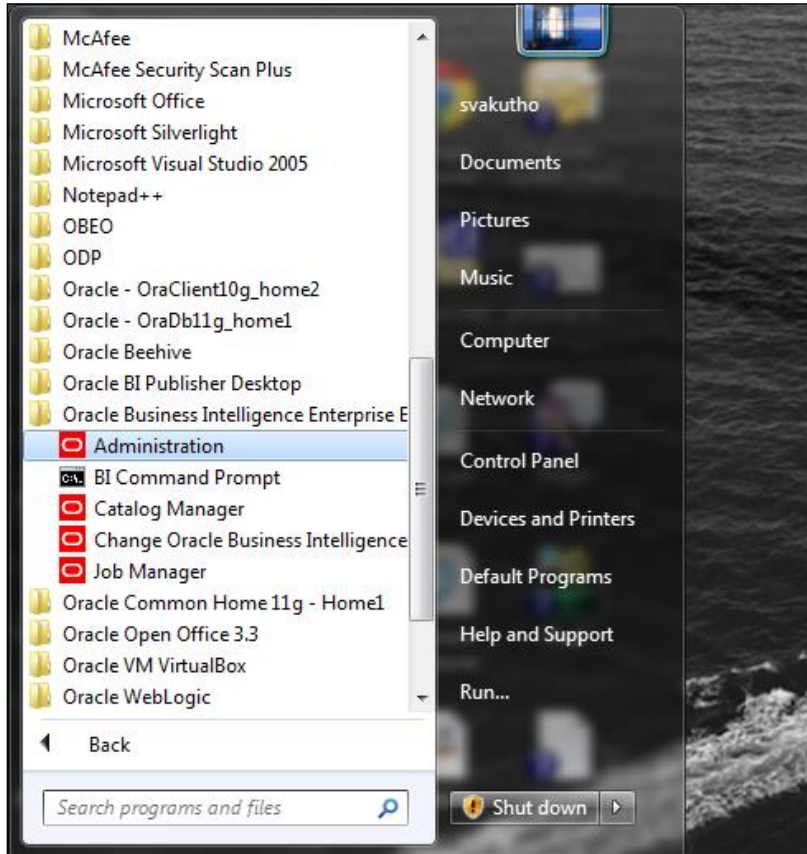 McAfee
McAfee Security Scan Plus
Microsoft Office
Microsoft Silverlight
Microsoft Visual Studio 2005
Notepad++
OBEO
ODP
Oracle - OraClient10g_home2
Oracle - OraDb11g_home1
Oracle Beehive
Oracle BI Publisher Desktop
Oracle Business Intelligence Enterprise E
Administration
BI Command Prompt
Catalog Manager
Change Oracle Business Intelligence
Job Manager
Oracle Common Home 11g - Home1
Oracle Open Office 3.3
Oracle VM VirtualBox
Oracle WebLogic
Back
Search programs and files
svakutho
Documents
Pictures
Music
Computer
Network
Control Panel
Devices and Printers
Default Programs
Help and Support
Run...
Shut down